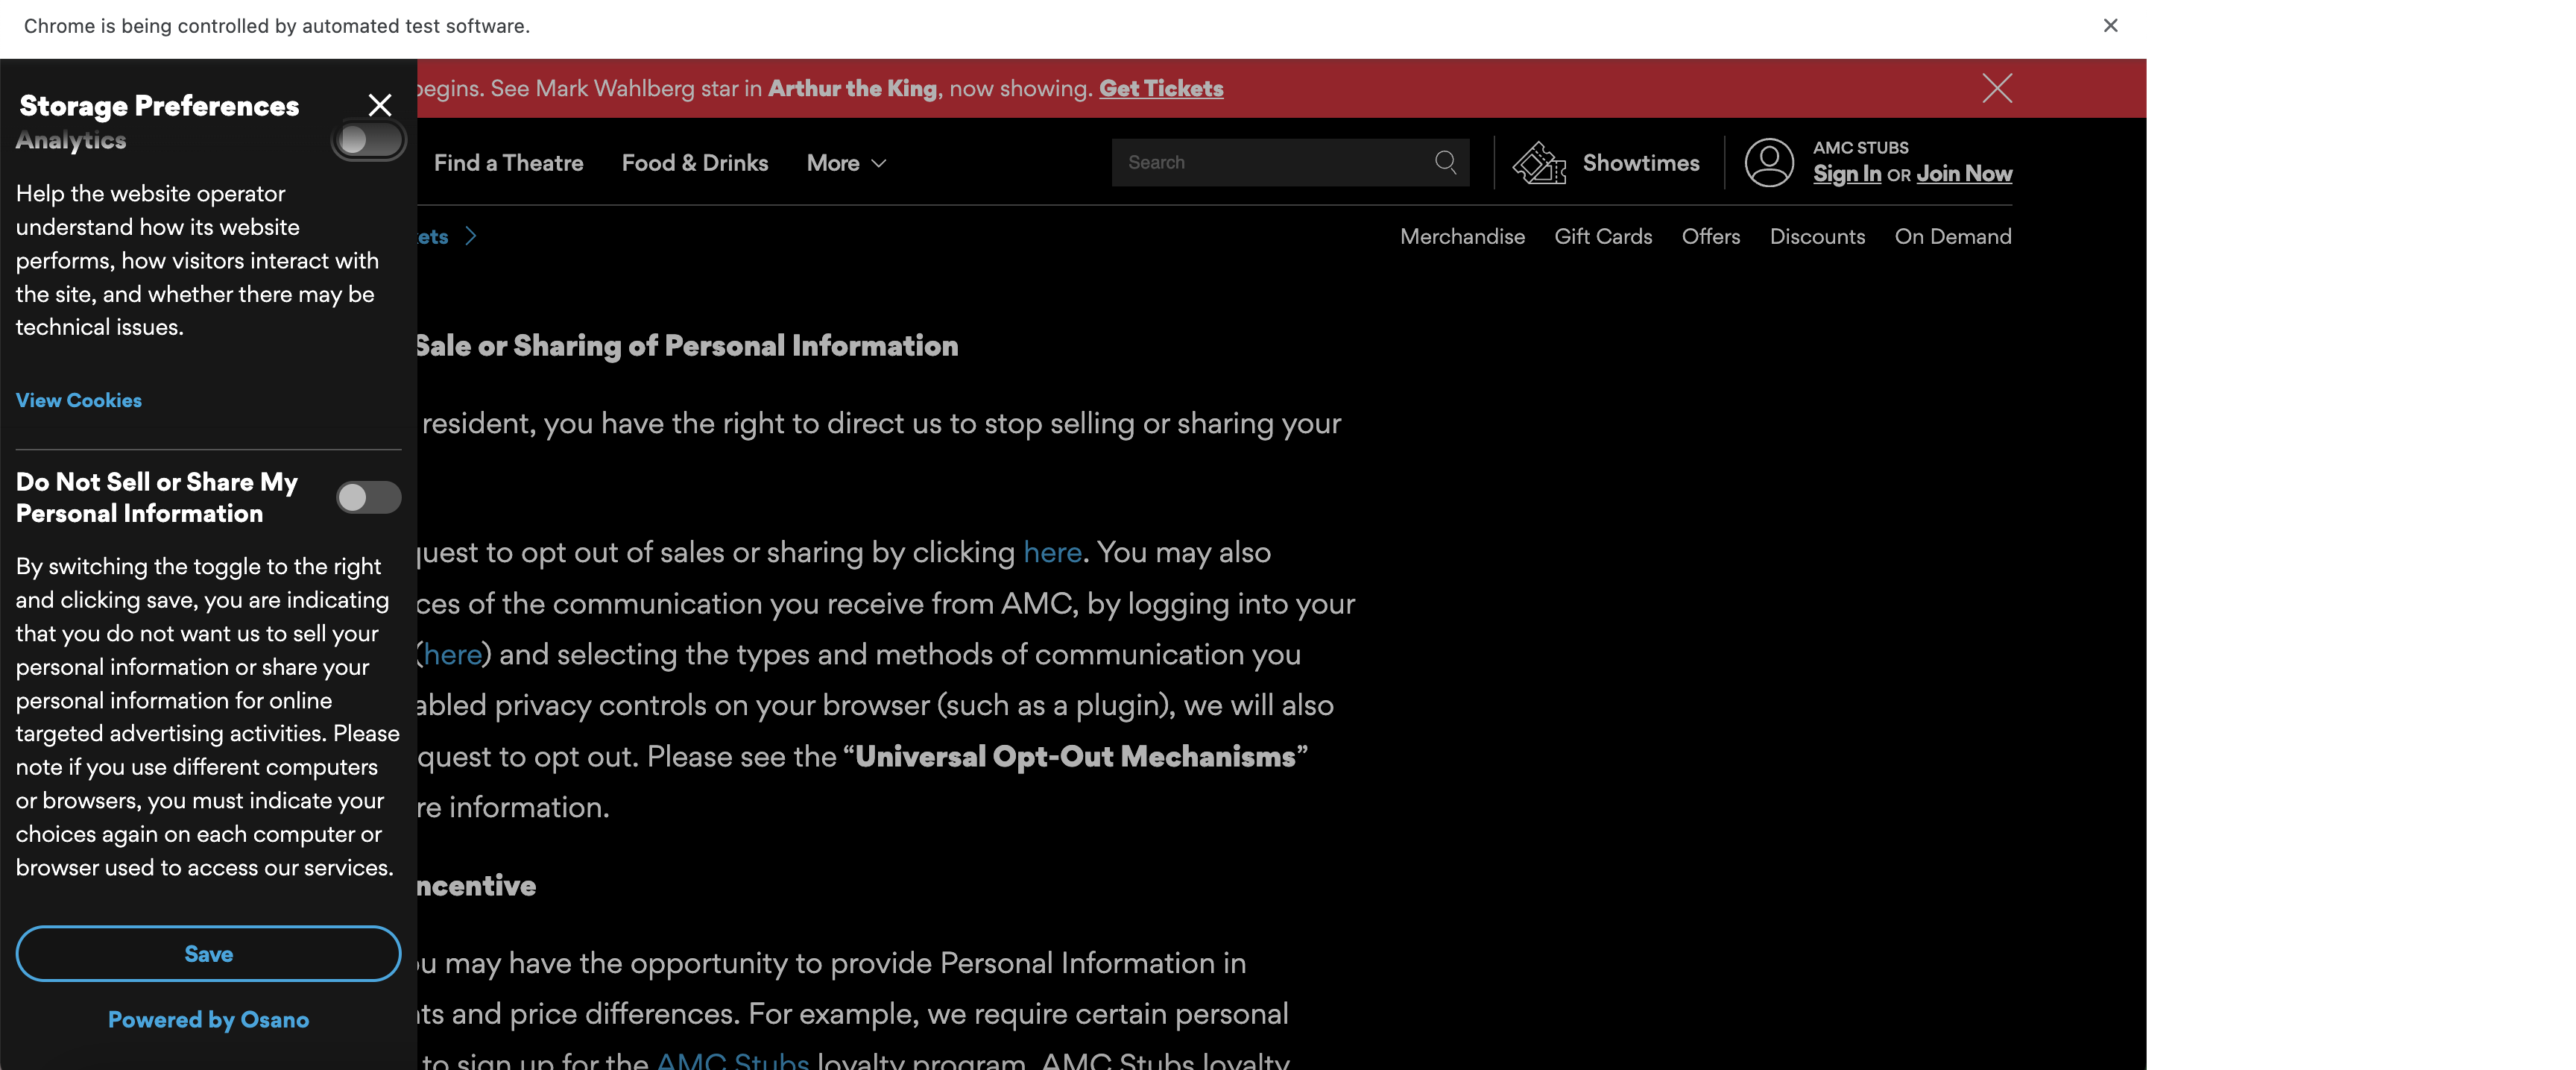 Chrome is being controlled by automated test software.
Storage Preferences
Analytics
Help the website operator
understand how its website
performs, how visitors interact with
the site, and whether there may be
technical issues.
View Cookies
Do Not Sell or Share My
Personal Information
By switching the toggle to the right
and clicking save, you are indicating
that you do not want us to sell your
personal information or share your
personal information for online
targeted advertising activities. Please
note if you use different computers
or browsers, you must indicate your
choices again on each computer or
browser used to access our services.
Save
Powered by Osano
begins. See Mark Wahlberg star in Arthur the King, now showing. Get Tickets
Find a Theatre Food & Drinks More
Search
Showtimes
AMC STUBS
Sign In OR Join Now
Merchandise Gift Cards Offers Discounts On Demand
Sale or Sharing of Personal Information
resident, you have the right to direct us to stop selling or sharing your
to opt out of sales or sharing by clicking here. You may also
of the communication you receive from AMC, by logging into your
(here) and selecting the types and methods of communication you
privacy controls on your browser (such as a plugin), we will also
to opt out. Please see the “Universal Opt-Out Mechanisms”
information.
Incentive
may have the opportunity to provide Personal Information in
and price differences. For example, we require certain personal
to sign up for the AMC Stubs loyalty program. AMC Stubs loyalty